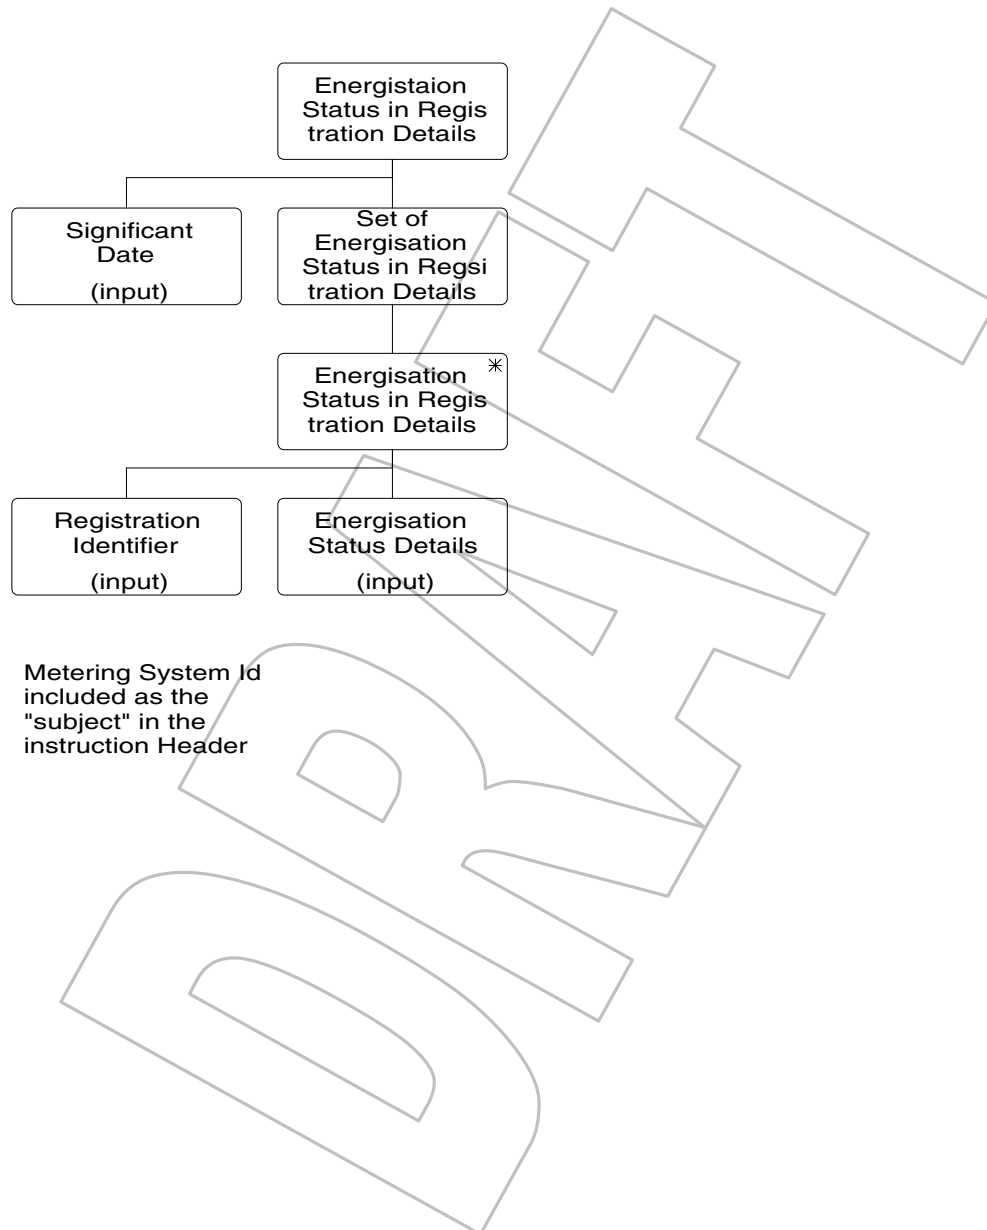 Energistaion
Status in Regis
tration Details
Significant
Date
(input)
Set of
Energisation
Status in Regsi
tration Details
Energisation
Status in Regis
tration Details
*
Registration
Identifier
(input)
Energisation
Status Details
(input)
Metering System Id
included as the
"subject" in the
instruction Header
DRAFT